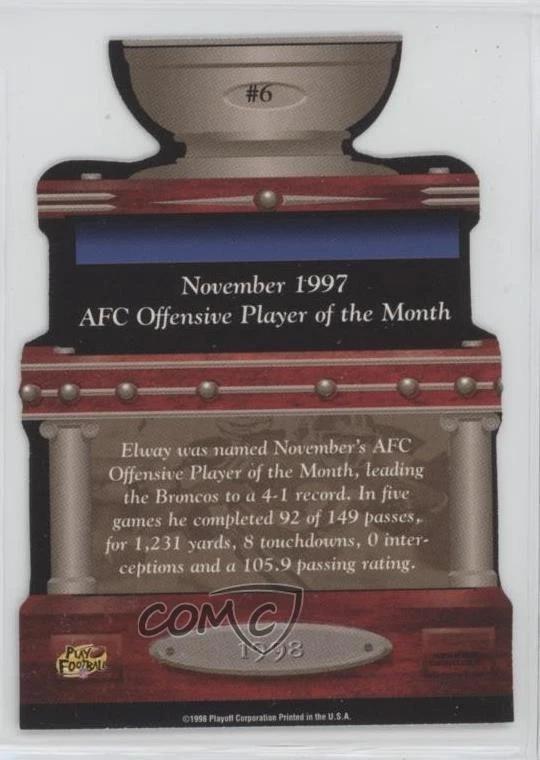 #6
November 1997
AFC Offensive Player of the Month
Elway was named November's AFC
Offensive Player of the Month, leading
the Broncos to a 4-1 record. In five
games he completed 92 of 149 passes,
for 1,231 yards, 8 touchdowns, 0 inter-
ceptions and a 105.9 passing rating.
COMC
1998
PLAY
FOOTBALL
©1998 Playoff Corporation Printed in the U.S.A.